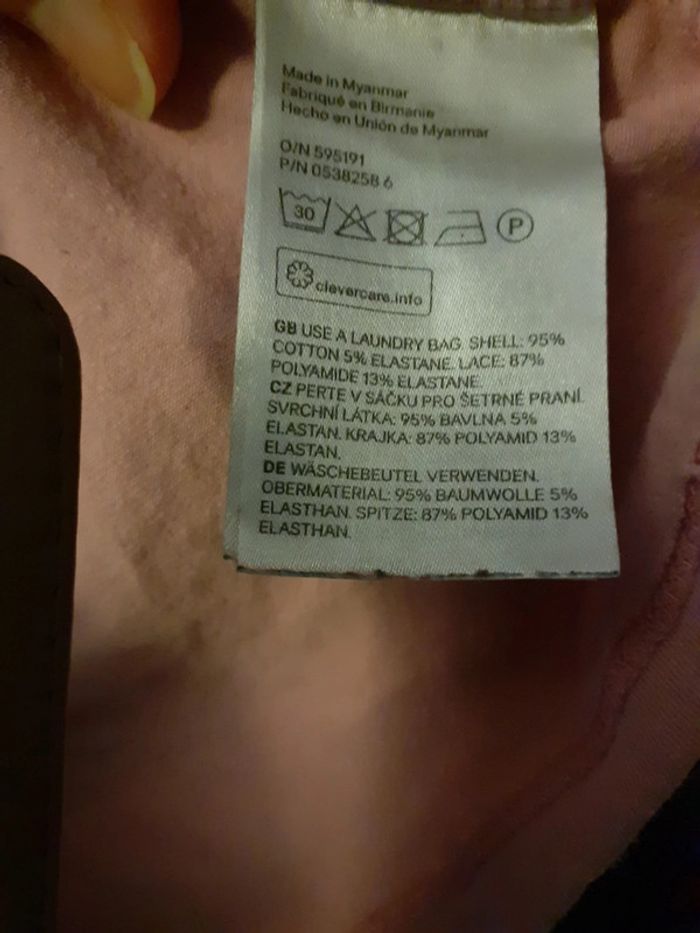 Made in Myanmar
Fabriqué en Birmanie
Hecho en Unión de Myanmar
O/N 595191
P/N 0538258 6
30 P
clevercare.info
GB USE A LAUNDRY BAG. SHELL: 95%
COTTON 5% ELASTANE. LACE: 87%
POLYAMIDE 13% ELASTANE.
CZ PERTE V SÁČKU PRO ŠETRNÉ PRANÍ.
SVRCHNÍ LÁTKA: 95% BAVLNA 5%
ELASTAN. KRAJKA: 87% POLYAMID 13%
ELASTAN.
DE WÄSCHEBEUTEL VERWENDEN.
OBERMATERIAL: 95% BAUMWOLLE 5%
ELASTHAN. SPITZE: 87% POLYAMID 13%
ELASTHAN.